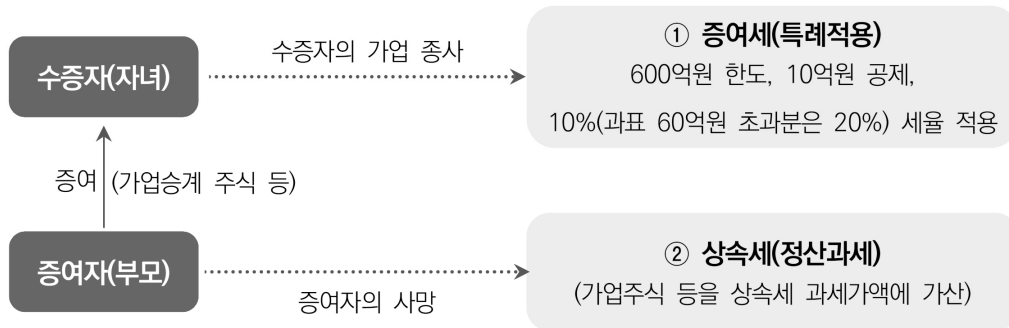 ① 증여세(특례적용)
수증자의 가업 종사
수증자(자녀)
600억원 한도, 10억원 공제,
10%(과표 60억원 초과분은 20%) 세율 적용
증여 (가업승계 주식 등)
② 상속세(정산과세)
증여자(부모)
(가업주식 등을 상속세 과세가액에 가산)
증여자의 사망